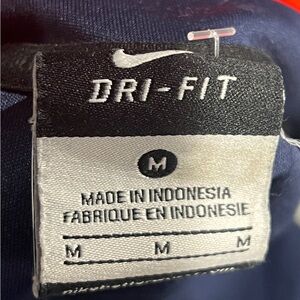 DRI-FIT
M
MADE IN INDONESIA
FABRIQUE EN INDONESIE
M M M